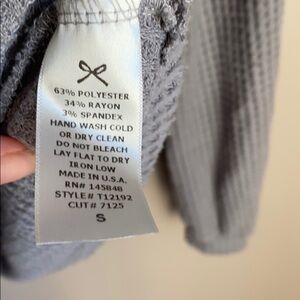 63% POLYESTER
34% RAYON
3% SPANDEX
HAND WASH COLD
OR DRY CLEAN
DO NOT BLEACH
LAY FLAT TO DRY
IRON LOW
MADE IN U.S.A.
RN# 145848
STYLE# T12192
CUT# 7125
S